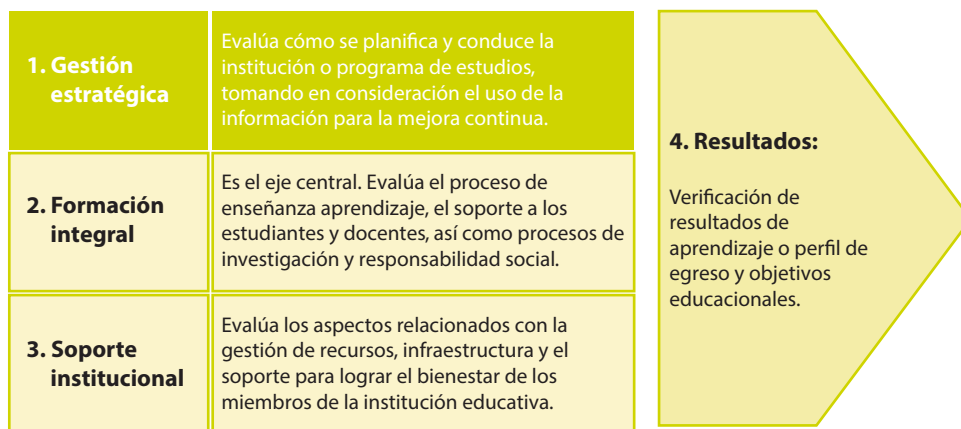 1. Gestión
estratégica
Evalúa cómo se planifica y conduce la
institución o programa de estudios,
tomando en consideración el uso de la
información para la mejora continua.
2. Formación
integral
Es el eje central. Evalúa el proceso de
enseñanza aprendizaje, el soporte a los
estudiantes y docentes, así como procesos de
investigación y responsabilidad social.
3. Soporte
institucional
Evalúa los aspectos relacionados con la
gestión de recursos, infraestructura y el
soporte para lograr el bienestar de los
miembros de la institución educativa.
4. Resultados:
Verificación de
resultados de
aprendizaje o perfil de
egreso y objetivos
educacionales.